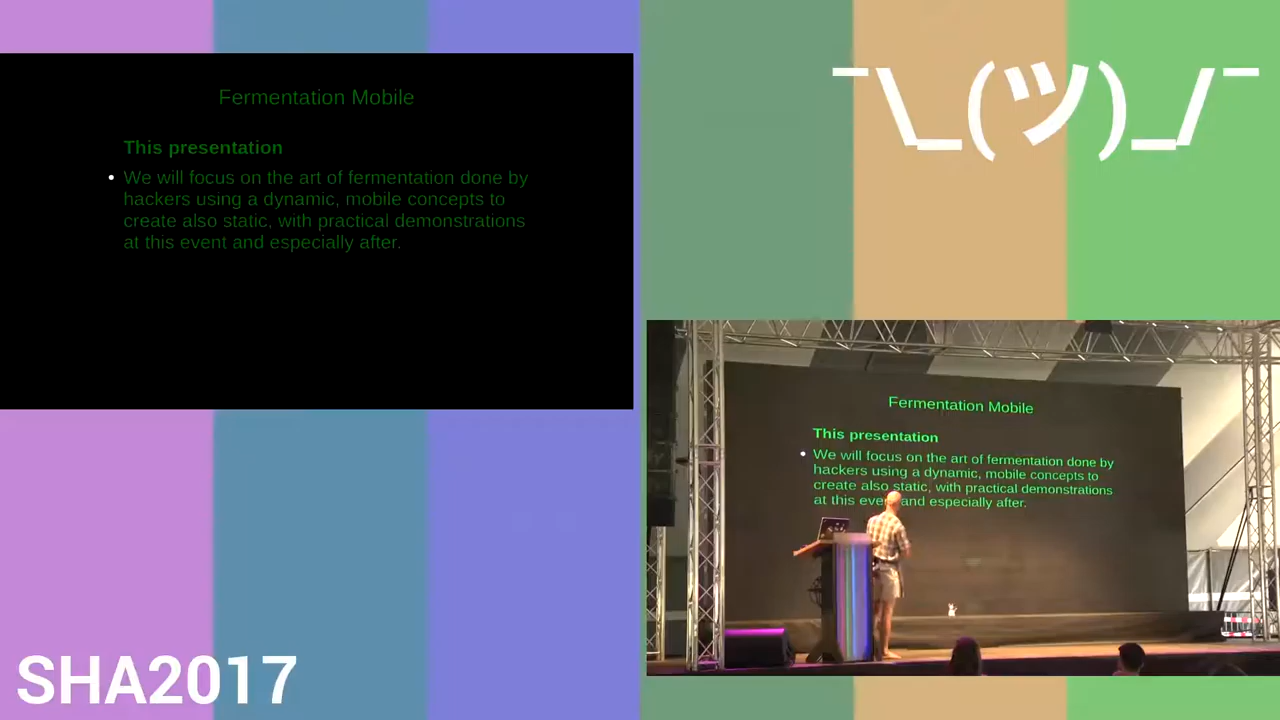 Fermentation Mobile
This presentation
• We will focus on the art of fermentation done by
hackers using a dynamic, mobile concepts to
create also static, with practical demonstrations
at this event and especially after.
¯\_(ツ)_/¯
Fermentation Mobile
This presentation
• We will focus on the art of fermentation done by
hackers using a dynamic, mobile concepts to
create also static, with practical demonstrations
at this eve and especially after.
SHA2017